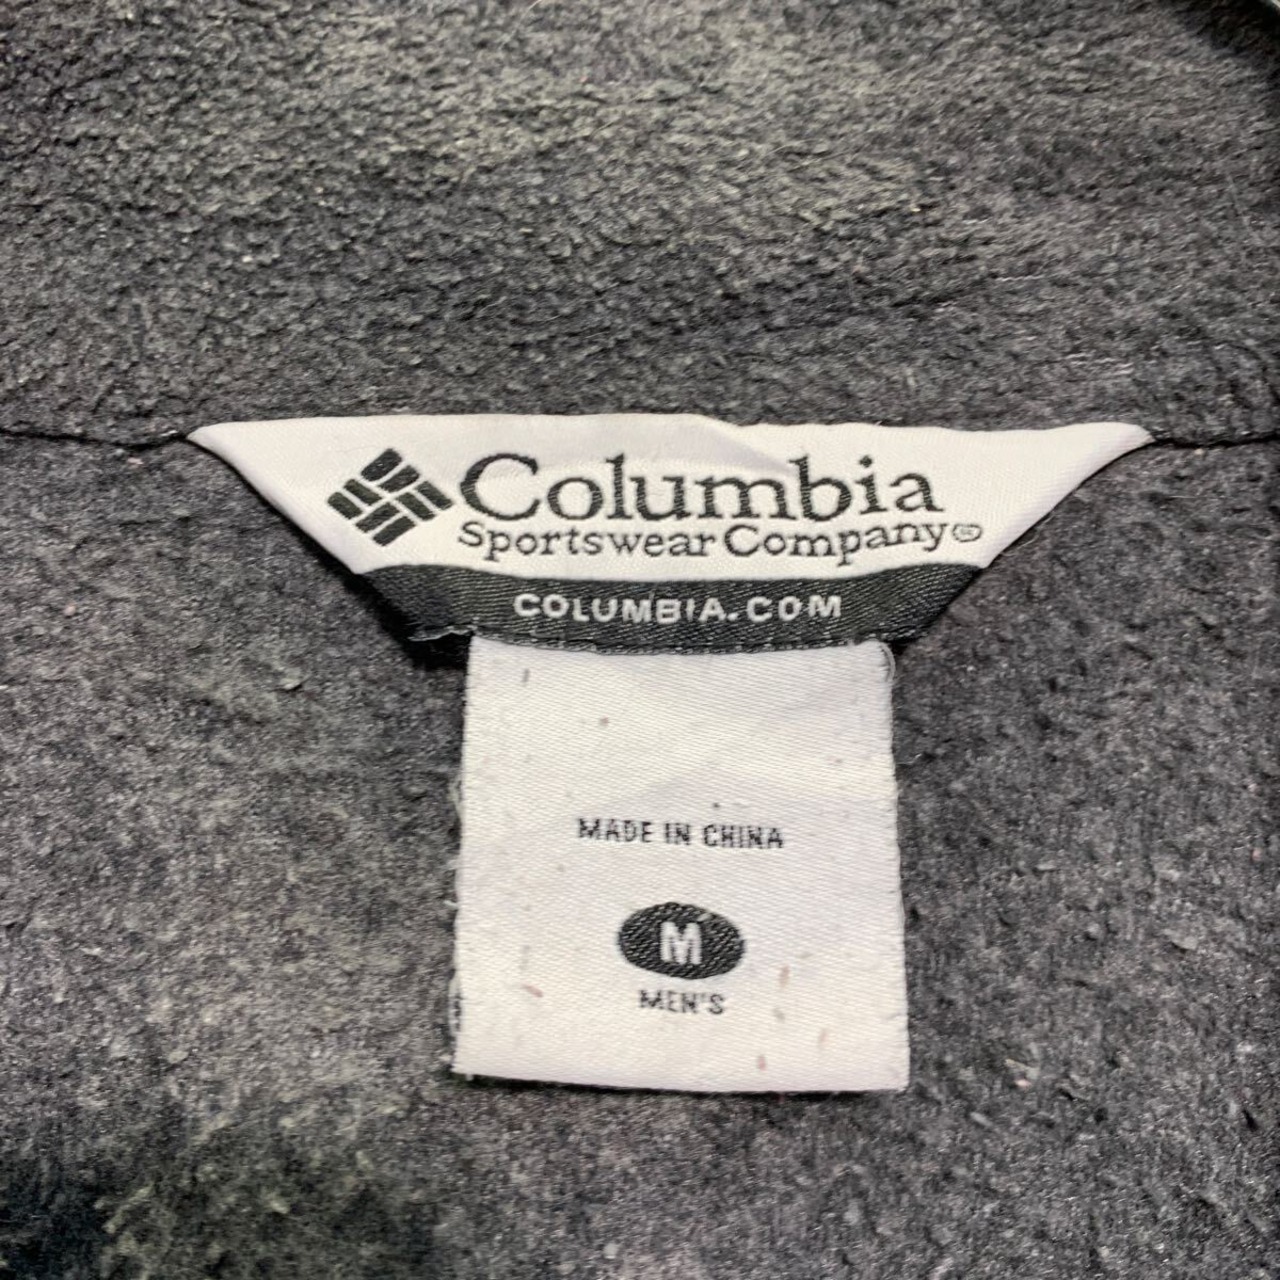 Columbia
Sportswear Company®
COLUMBIA.COM
MADE IN CHINA
M
MEN'S